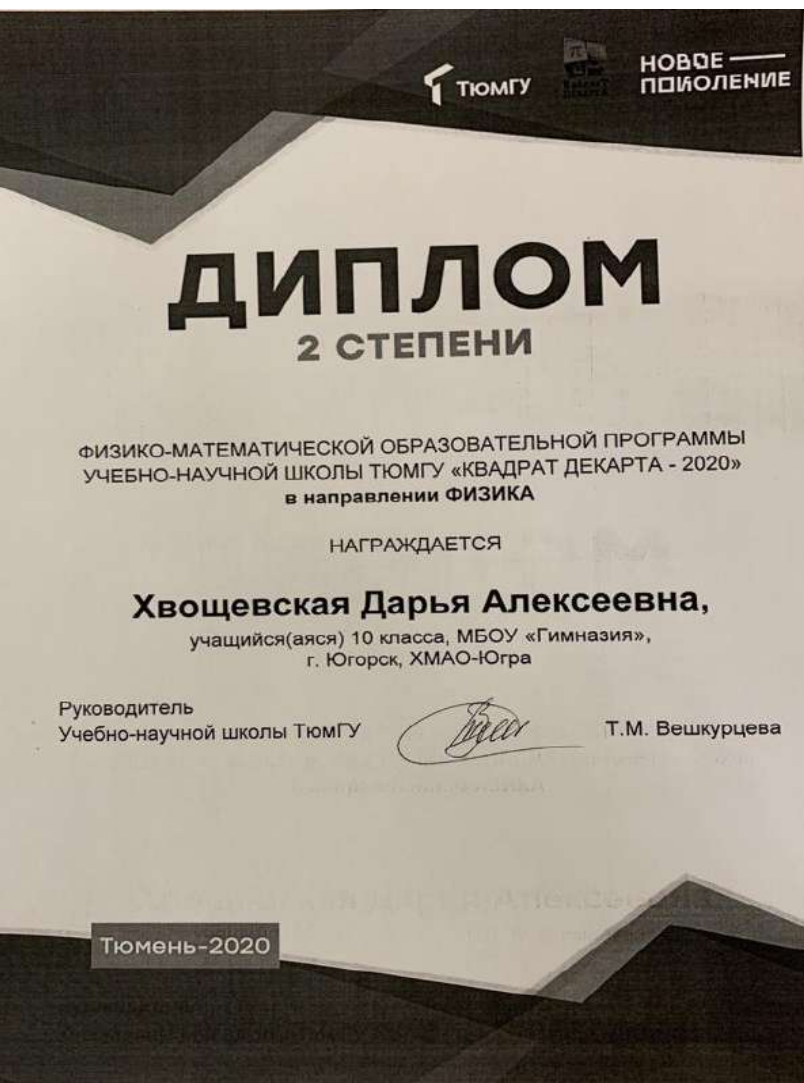 ТюмГУ
НОВОЕ
ПОКОЛЕНИЕ
ДИПЛОМ
2 СТЕПЕНИ
ФИЗИКО-МАТЕМАТИЧЕСКОЙ ОБРАЗОВАТЕЛЬНОЙ ПРОГРАММЫ
УЧЕБНО-НАУЧНОЙ ШКОЛЫ ТЮМГУ «КВАДРАТ ДЕКАРТА - 2020»
в направлении ФИЗИКА
НАГРАЖДАЕТСЯ
Хвощевская Дарья Алексеевна,
учащийся(аяся) 10 класса, МБОУ «Гимназия»,
г. Югорск, ХМАО-Югра
Руководитель
Учебно-научной школы ТюмГУ Т.М. Вешкурцева
Тюмень-2020